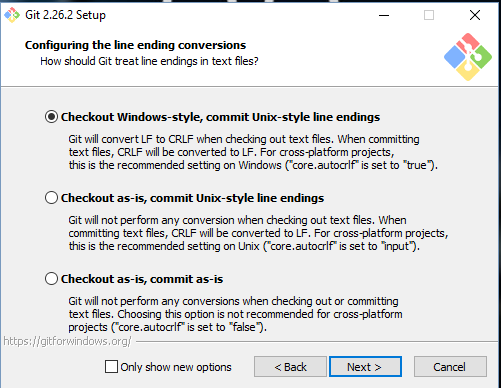 Git 2.26.2 Setup
Configuring the line ending conversions
How should Git treat line endings in text files?
Checkout Windows-style, commit Unix-style line endings
Git will convert LF to CRLF when checking out text files. When committing
text files, CRLF will be converted to LF. For cross-platform projects,
this is the recommended setting on Windows ("core.autocrlf" is set to "true").
Checkout as-is, commit Unix-style line endings
Git will not perform any conversion when checking out text files. When
committing text files, CRLF will be converted to LF. For cross-platform projects,
this is the recommended setting on Unix ("core.autocrlf" is set to "input").
Checkout as-is, commit as-is
Git will not perform any conversions when checking out or committing
text files. Choosing this option is not recommended for cross-platform
projects ("core.autocrlf" is set to "false").
https://gitforwindows.org/
Only show new options
< Back
Next >
Cancel